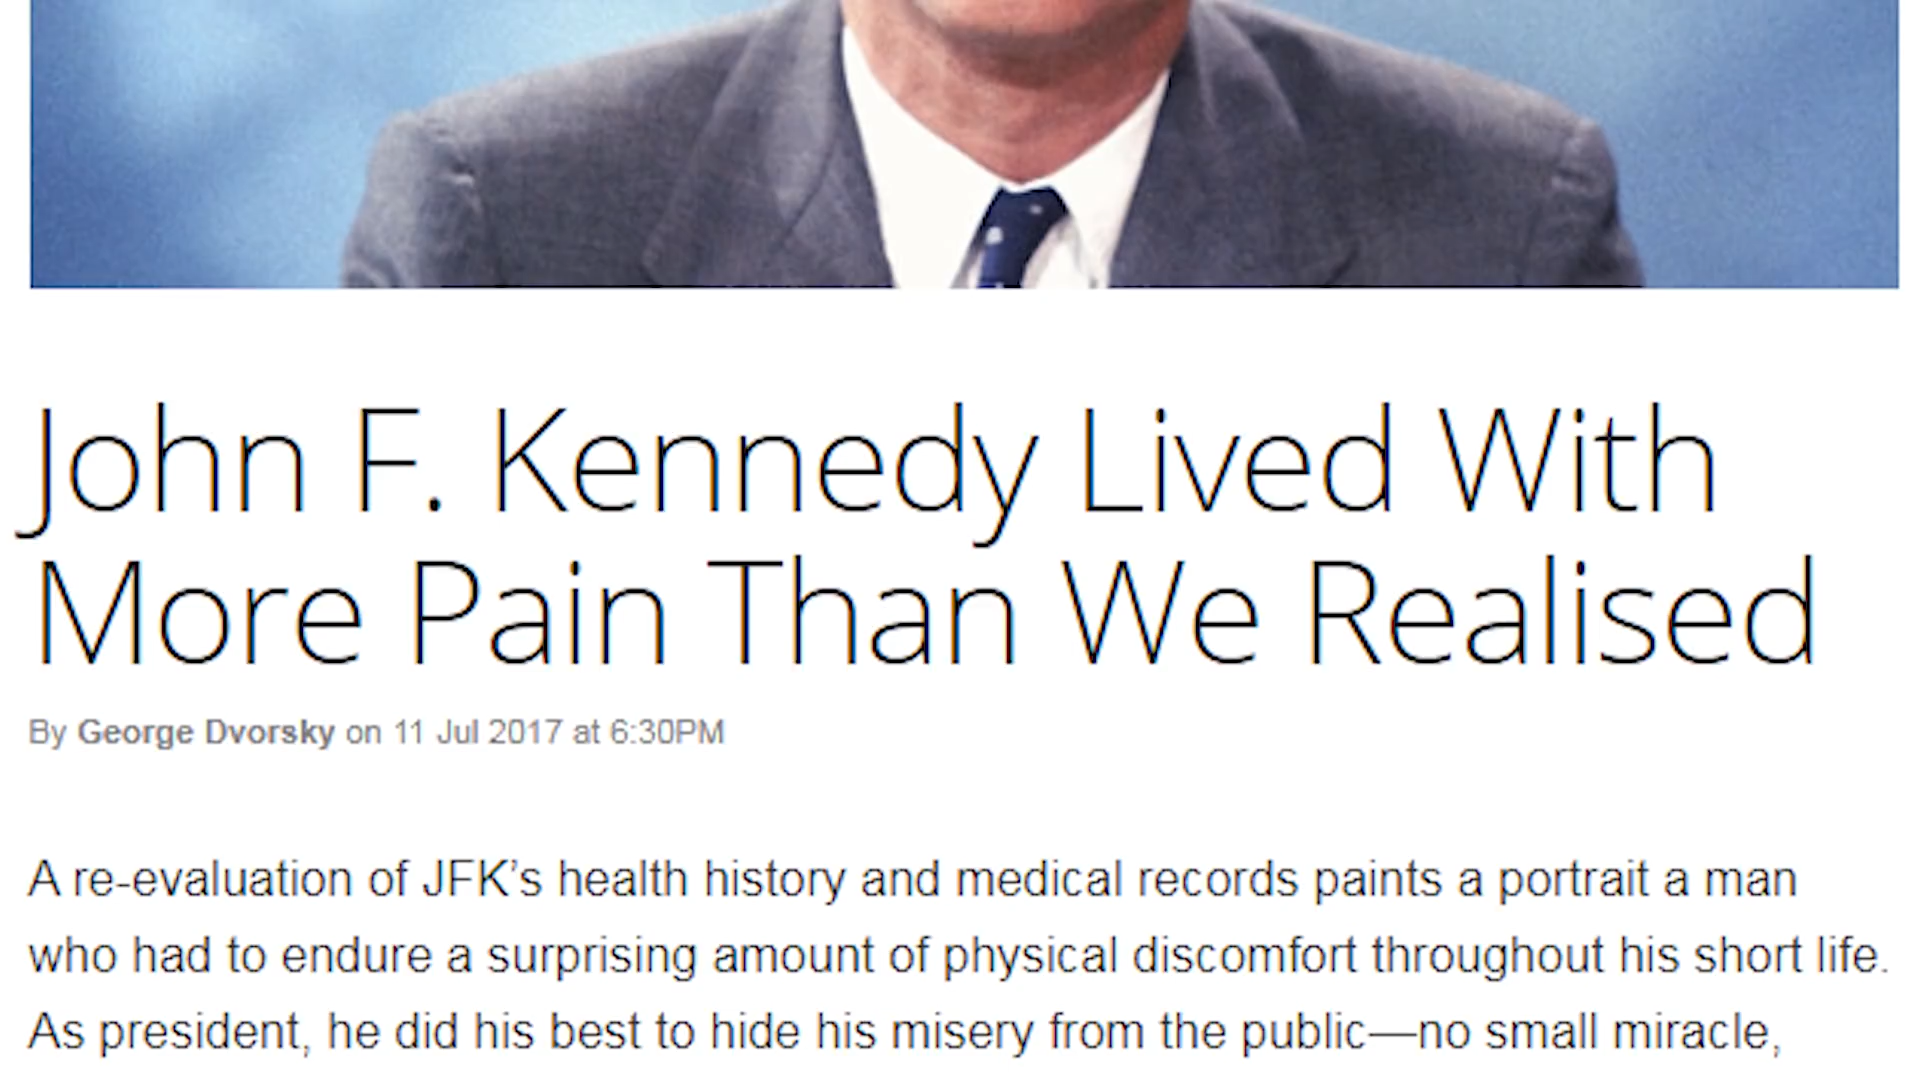 John F. Kennedy Lived With
More Pain Than We Realised
By George Dvorsky on 11 Jul 2017 at 6:30PM
A re-evaluation of JFK’s health history and medical records paints a portrait a man
who had to endure a surprising amount of physical discomfort throughout his short life.
As president, he did his best to hide his misery from the public—no small miracle,